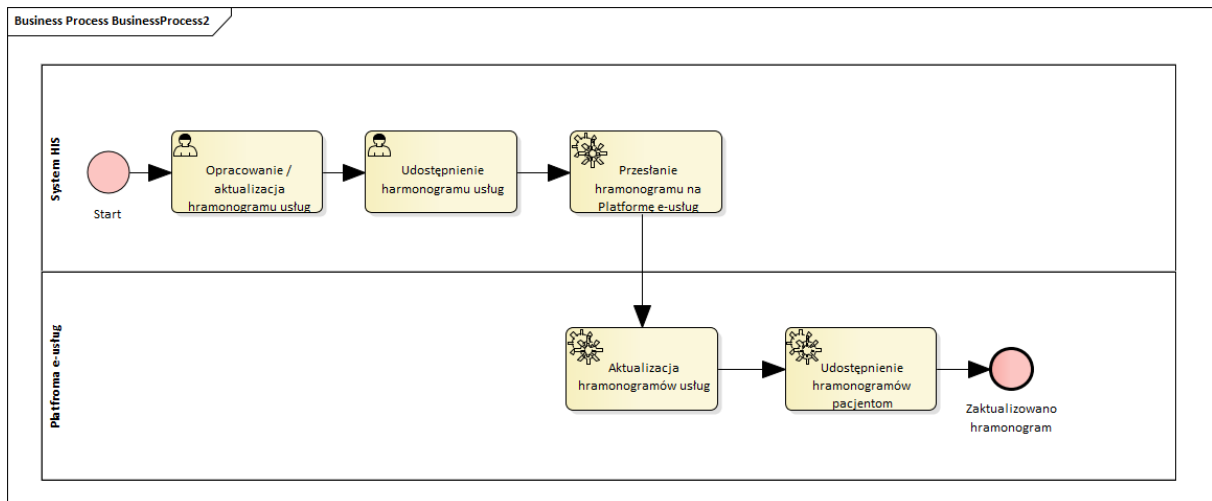 Business Process BusinessProcess2
System HIS
Start
Opracowanie /
aktualizacja
hramonogramu usług
Udostępnienie
harmonogramu usług
Przesłanie
hramonogramu na
Platformę e-usług
Platfroma e-usług
Aktualizacja
hramonogramów usług
Udostępnienie
hramonogramów
pacjentom
Zaktualizowano
hramonogram